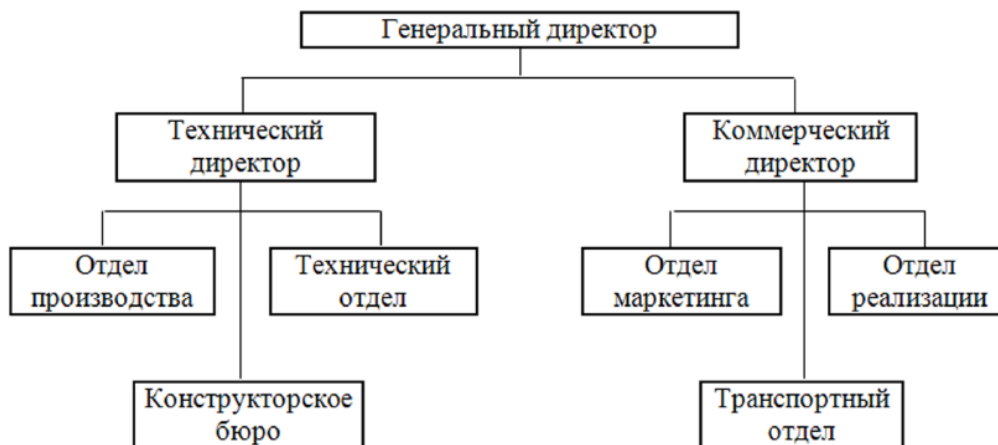 Генеральный директор
Технический
директор
Коммерческий
директор
Отдел
производства
Технический
отдел
Отдел
маркетинга
Отдел
реализации
Конструкторское
бюро
Транспортный
отдел